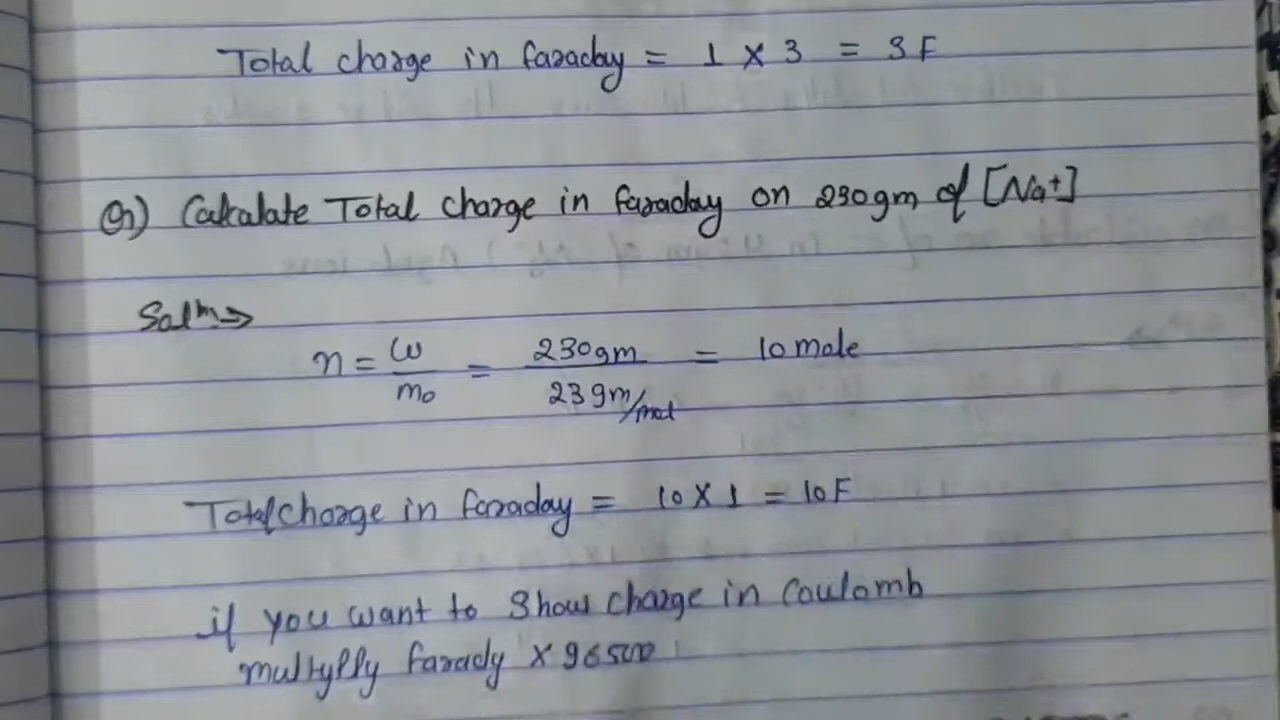 Total charge in faraday = 1 X 3 = 3 F
Q) Calculate Total charge in faraday on 230gm of [Na+]
Solⁿ→
n = w/m₀ = 230gm/23gm/mol = 10 mole
Total charge in faraday = 10 X 1 = 10 F
if you want to show charge in Coulomb
multyply farady X 96500